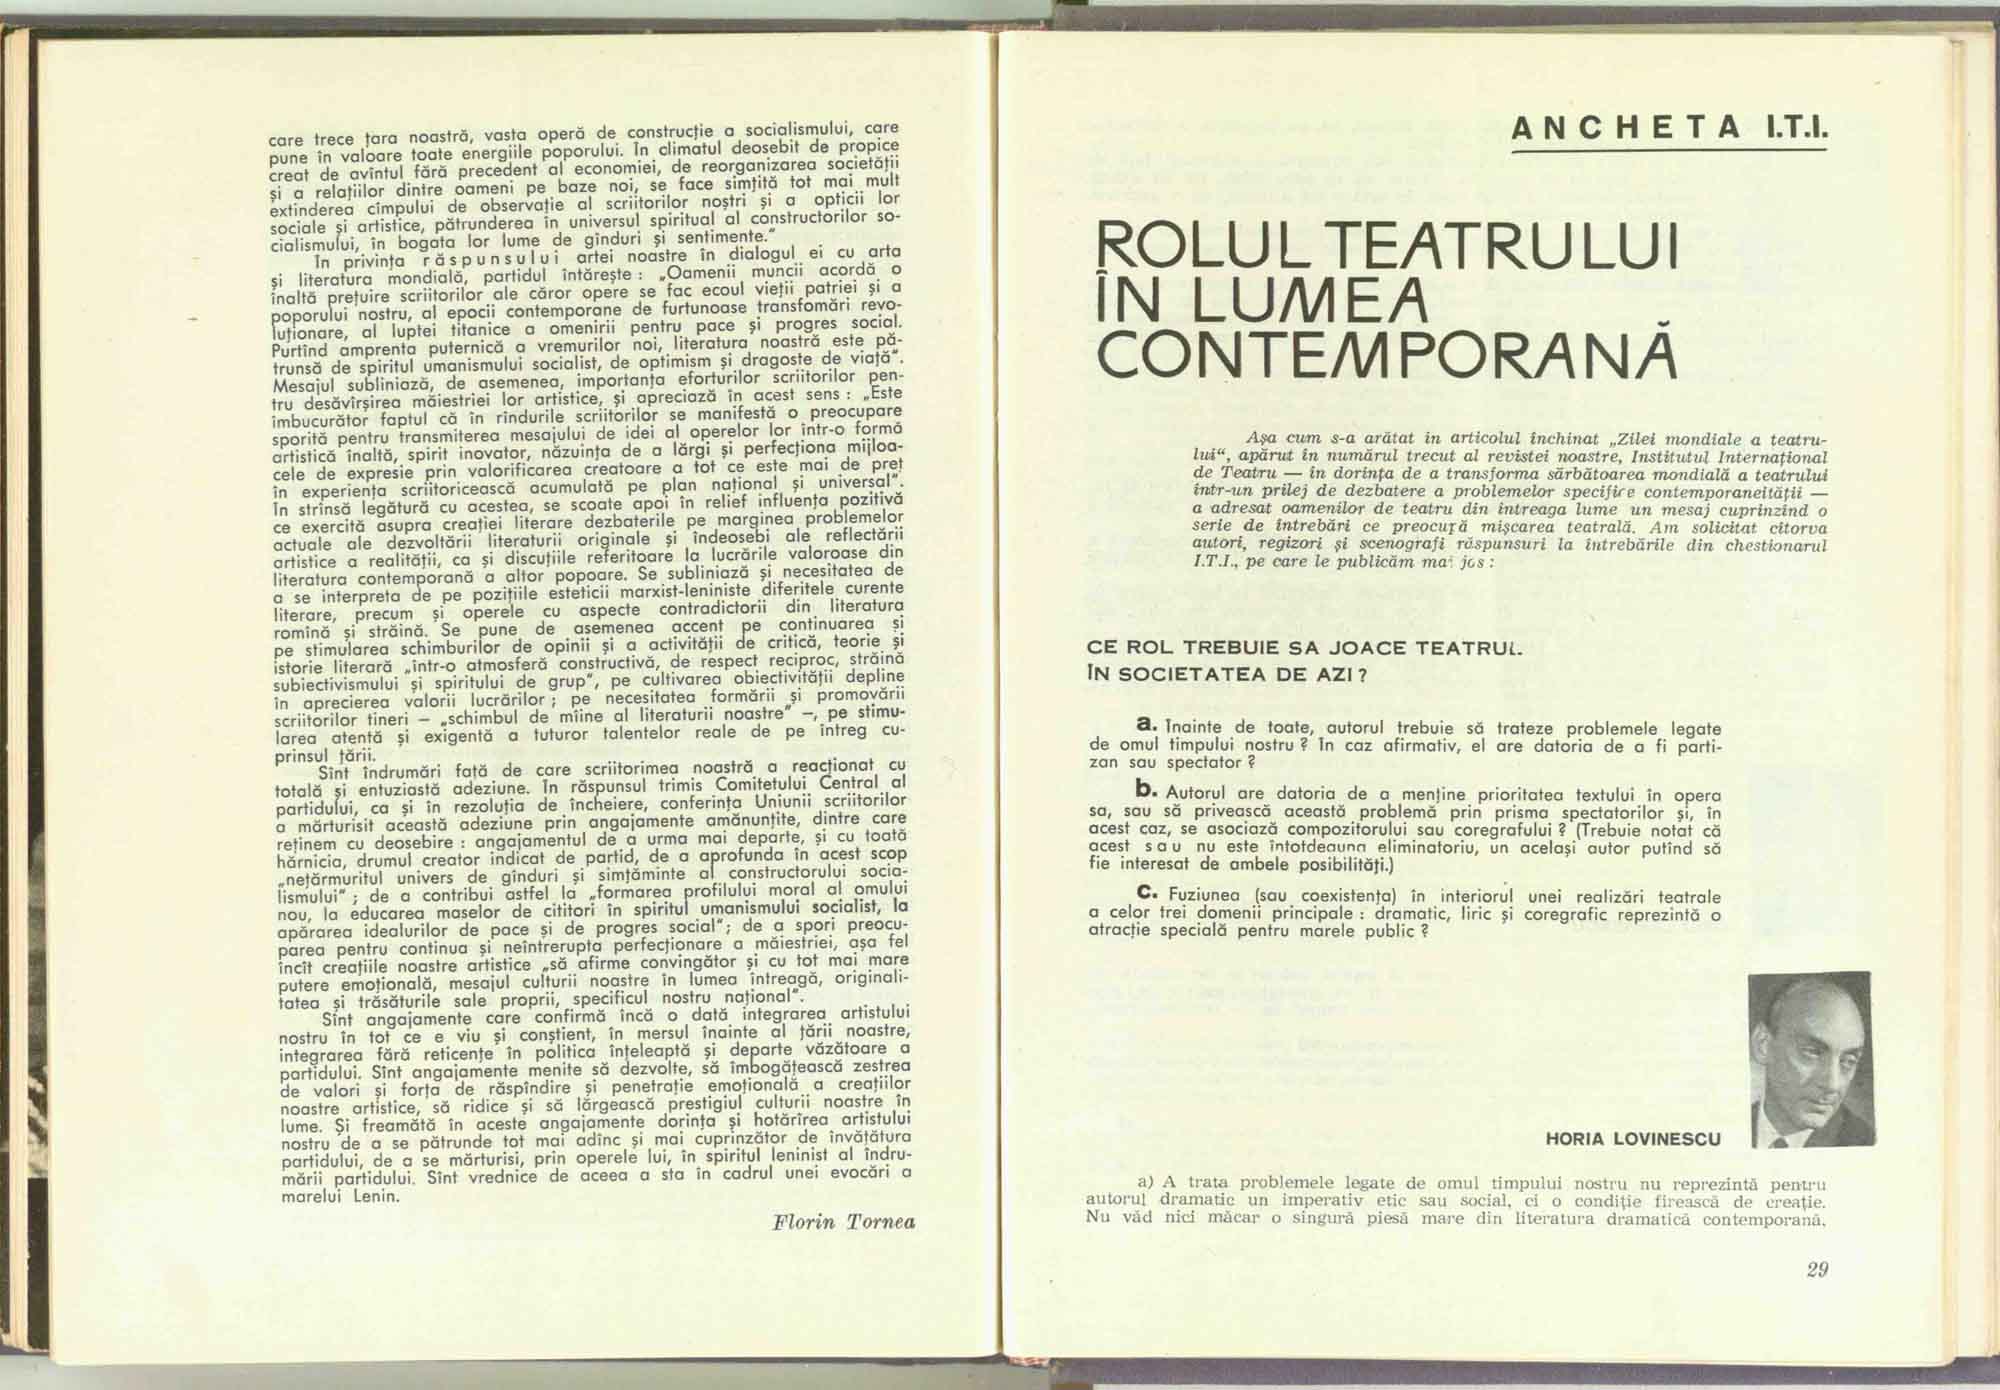 care trece țara noastră, vasta operă de construcție a socialismului, care
pune în valoare toate energiile poporului. În climatul deosebit de propice
creat de avîntul fără precedent al economiei, de reorganizarea societății
și a relațiilor dintre oameni pe baze noi, se face simțită tot mai mult
extinderea cîmpului de observație al scriitorilor noștri și a opticii lor
sociale și artistice, pătrunderea în universul spiritual al constructorilor so-
cialismului, în bogata lor lume de gînduri și sentimente."
In privința răspunsului artei noastre în dialogul ei cu arta
și literatura mondială, partidul întărește : „Oamenii muncii acordă o
înaltă prețuire scriitorilor ale căror opere se fac ecoul vieții patriei și a
poporului nostru, al epocii contemporane de furtunoase transfomări revo-
luționare, al luptei titanice a omenirii pentru pace și progres social.
Purtînd amprenta puternică a vremurilor noi, literatura noastră este pă-
trunsă de spiritul umanismului socialist, de optimism și dragoste de viață".
Mesajul subliniază, de asemenea, importanța eforturilor scriitorilor pen-
tru desăvîrșirea măiestriei lor artistice, și apreciază în acest sens : „Este
îmbucurător faptul că în rîndurile scriitorilor se manifestă o preocupare
sporită pentru transmiterea mesajului de idei al operelor lor într-o formă
artistică înaltă, spirit inovator, năzuința de a lărgi și perfecționa mijloa-
cele de expresie prin valorificarea creatoare a tot ce este mai de preț
în experiența scriitoricească acumulată pe plan național și universal".
În strînsă legătură cu acestea, se scoate apoi în relief influența pozitivă
ce exercită asupra creației literare dezbaterile pe marginea problemelor
actuale ale dezvoltării literaturii originale și îndeosebi ale reflectării
artistice a realității, ca și discuțiile referitoare la lucrările valoroase din
literatura contemporană a altor popoare. Se subliniază și necesitatea de
a se interpreta de pe pozițiile esteticii marxist-leniniste diferitele curente
literare, precum și operele cu aspecte contradictorii din literatura
romînă și străină. Se pune de asemenea accent pe continuarea și
pe stimularea schimburilor de opinii și a activității de critică, teorie și
istorie literară „într-o atmosferă constructivă, de respect reciproc, străină
subiectivismului și spiritului de grup", pe cultivarea obiectivității depline
în aprecierea valorii lucrărilor ; pe necesitatea formării și promovării
scriitorilor tineri – „schimbul de mîine al literaturii noastre" –, pe stimu-
larea atentă și exigentă a tuturor talentelor reale de pe întreg cu-
prinsul țării.
Sînt îndrumări față de care scriitorimea noastră a reacționat cu
totală și entuziastă adeziune. În răspunsul trimis Comitetului Central al
partidului, ca și în rezoluția de încheiere, conferința Uniunii scriitorilor
a mărturisit această adeziune prin angajamente amănunțite, dintre care
reținem cu deosebire : angajamentul de a urma mai departe, și cu toată
hărnicia, drumul creator indicat de partid, de a aprofunda în acest scop
„nețărmuritul univers de gînduri și simțăminte al constructorului socia-
lismului" ; de a contribui astfel la „formarea profilului moral al omului
nou, la educarea maselor de cititori în spiritul umanismului socialist, la
apărarea idealurilor de pace și de progres social"; de a spori preocu-
parea pentru continua și neîntrerupta perfecționare a măiestriei, așa fel
încît creațiile noastre artistice „să afirme convingător și cu tot mai mare
putere emoțională, mesajul culturii noastre în lumea întreagă, originali-
tatea și trăsăturile sale proprii, specificul nostru național".
Sînt angajamente care confirmă încă o dată integrarea artistului
nostru în tot ce e viu și conștient, în mersul înainte al țării noastre,
integrarea fără reticențe în politica înțeleaptă și departe văzătoare a
partidului. Sînt angajamente menite să dezvolte, să îmbogățească zestrea
de valori și forța de răspîndire și penetrație emoțională a creațiilor
noastre artistice, să ridice și să lărgească prestigiul culturii noastre în
lume. Și freamătă în aceste angajamente dorința și hotărîrea artistului
nostru de a se pătrunde tot mai adînc și mai cuprinzător de învățătura
partidului, de a se mărturisi, prin operele lui, în spiritul leninist al îndru-
mării partidului. Sînt vrednice de aceea a sta în cadrul unei evocări a
marelui Lenin.
Florin Tornea
ANCHETA I.T.I.
ROLUL TEATRULUI
ÎN LUMEA
CONTEMPORANĂ
Așa cum s-a arătat în articolul închinat „Zilei mondiale a teatru-
lui“, apărut în numărul trecut al revistei noastre, Institutul Internațional
de Teatru — în dorința de a transforma sărbătoarea mondială a teatrului
într-un prilej de dezbatere a problemelor specifice contemporaneității —
a adresat oamenilor de teatru din întreaga lume un mesaj cuprinzînd o
serie de întrebări ce preocupă mișcarea teatrală. Am solicitat cîtorva
autori, regizori și scenografi răspunsuri la întrebările din chestionarul
I.T.I., pe care le publicăm mai jos :
CE ROL TREBUIE SA JOACE TEATRUL
ÎN SOCIETATEA DE AZI ?
a. Înainte de toate, autorul trebuie să trateze problemele legate
de omul timpului nostru ? În caz afirmativ, el are datoria de a fi parti-
zan sau spectator ?
b. Autorul are datoria de a menține prioritatea textului în opera
sa, sau să privească această problemă prin prisma spectatorilor și, în
acest caz, se asociază compozitorului sau coregrafului ? (Trebuie notat că
acest sau nu este întotdeauna eliminatoriu, un același autor putînd să
fie interesat de ambele posibilități.)
c. Fuziunea (sau coexistența) în interiorul unei realizări teatrale
a celor trei domenii principale : dramatic, liric și coregrafic reprezintă o
atracție specială pentru marele public ?
HORIA LOVINESCU
a) A trata problemele legate de omul timpului nostru nu reprezintă pentru
autorul dramatic un imperativ etic sau social, ci o condiție firească de creație.
Nu văd nici măcar o singură piesă mare din literatura dramatică contemporană,
29